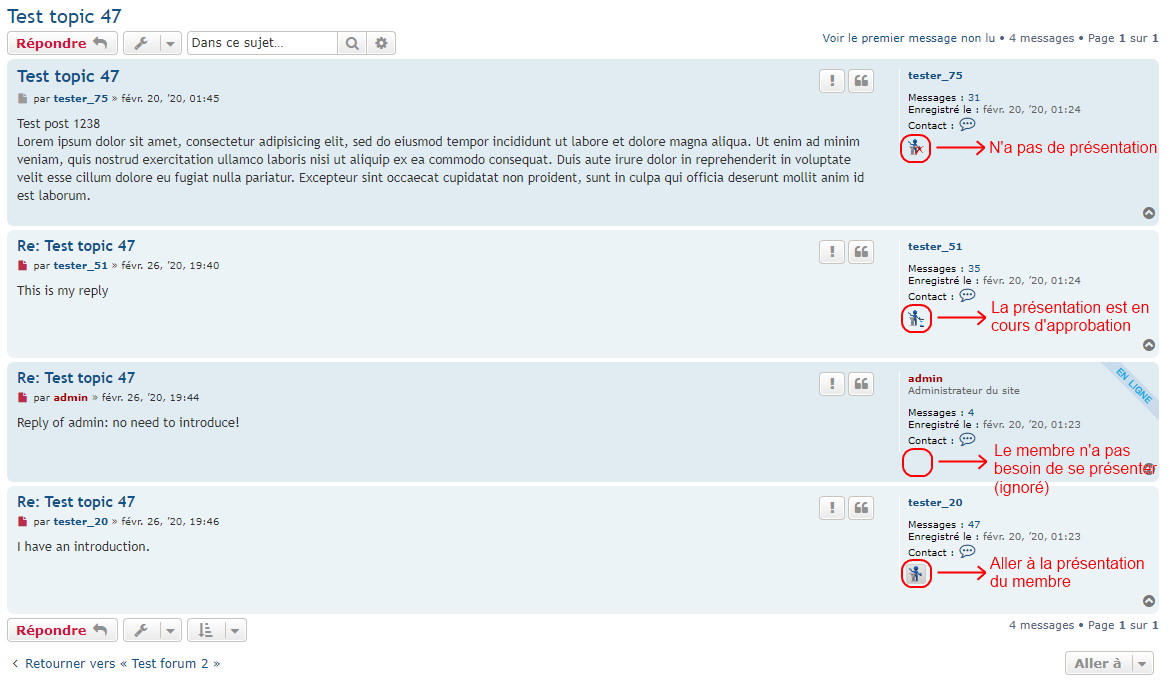 Test topic 47
Répondre
Dans ce sujet…
Voir le premier message non lu • 4 messages • Page 1 sur 1
Test topic 47
par tester_75 » févr. 20, '20, 01:45
Test post 1238
Lorem ipsum dolor sit amet, consectetur adipisicing elit, sed do eiusmod tempor incididunt ut labore et dolore magna aliqua. Ut enim ad minim
veniam, quis nostrud exercitation ullamco laboris nisi ut aliquip ex ea commodo consequat. Duis aute irure dolor in reprehenderit in voluptate
velit esse cillum dolore eu fugiat nulla pariatur. Excepteur sint occaecat cupidatat non proident, sunt in culpa qui officia deserunt mollit anim id
est laborum.
tester_75
Messages : 31
Enregistré le : févr. 20, '20, 01:24
Contact :
N'a pas de présentation
Re: Test topic 47
par tester_51 » févr. 26, '20, 19:40
This is my reply
tester_51
Messages : 35
Enregistré le : févr. 20, '20, 01:24
Contact :
La présentation est en
cours d'approbation
Re: Test topic 47
par admin » févr. 26, '20, 19:44
Reply of admin: no need to introduce!
admin
Administrateur du site
EN LIGNE
Messages : 4
Enregistré le : févr. 20, '20, 01:23
Contact :
Le membre n'a pas
besoin de se présenter
(ignoré)
Re: Test topic 47
par tester_20 » févr. 26, '20, 19:46
I have an introduction.
tester_20
Messages : 47
Enregistré le : févr. 20, '20, 01:23
Contact :
Aller à la présentation
du membre
Répondre
4 messages • Page 1 sur 1
Retourner vers « Test forum 2 »
Aller à